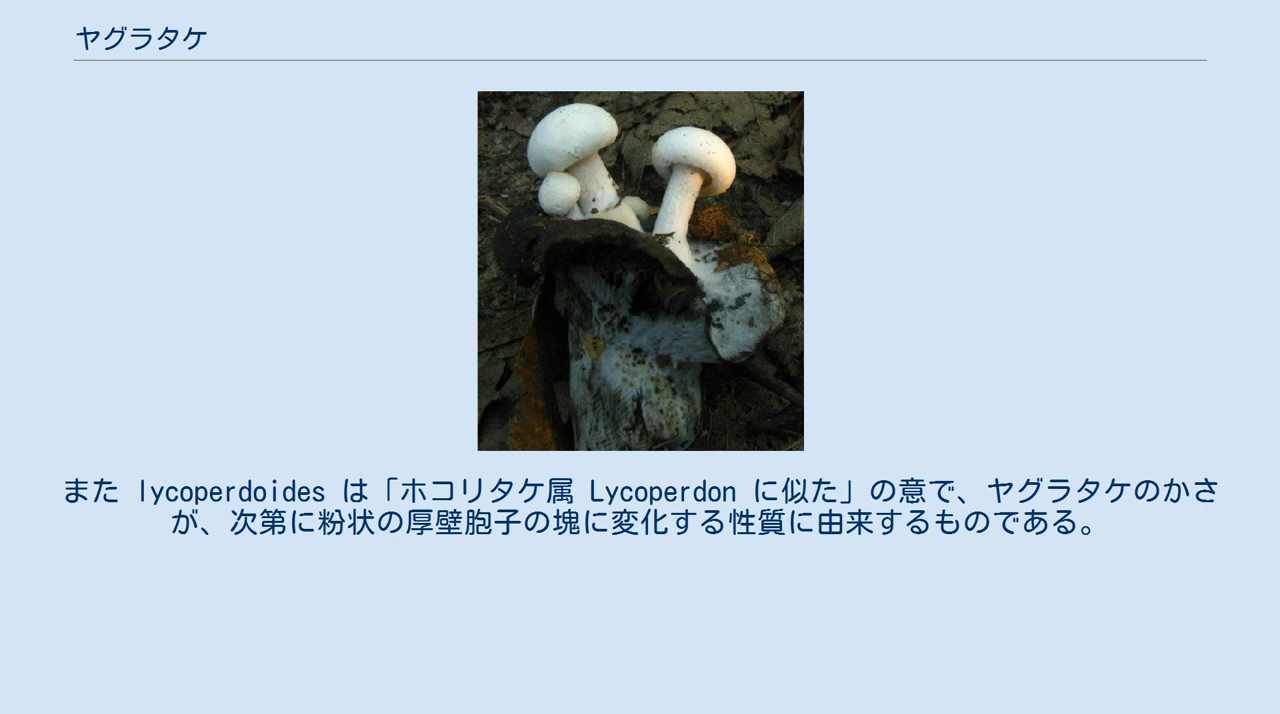 ヤグラタケ
また lycoperdoides は「ホコリタケ属 Lycoperdon に似た」の意で、ヤグラタケのかさ
が、次第に粉状の厚壁胞子の塊に変化する性質に由来するものである。